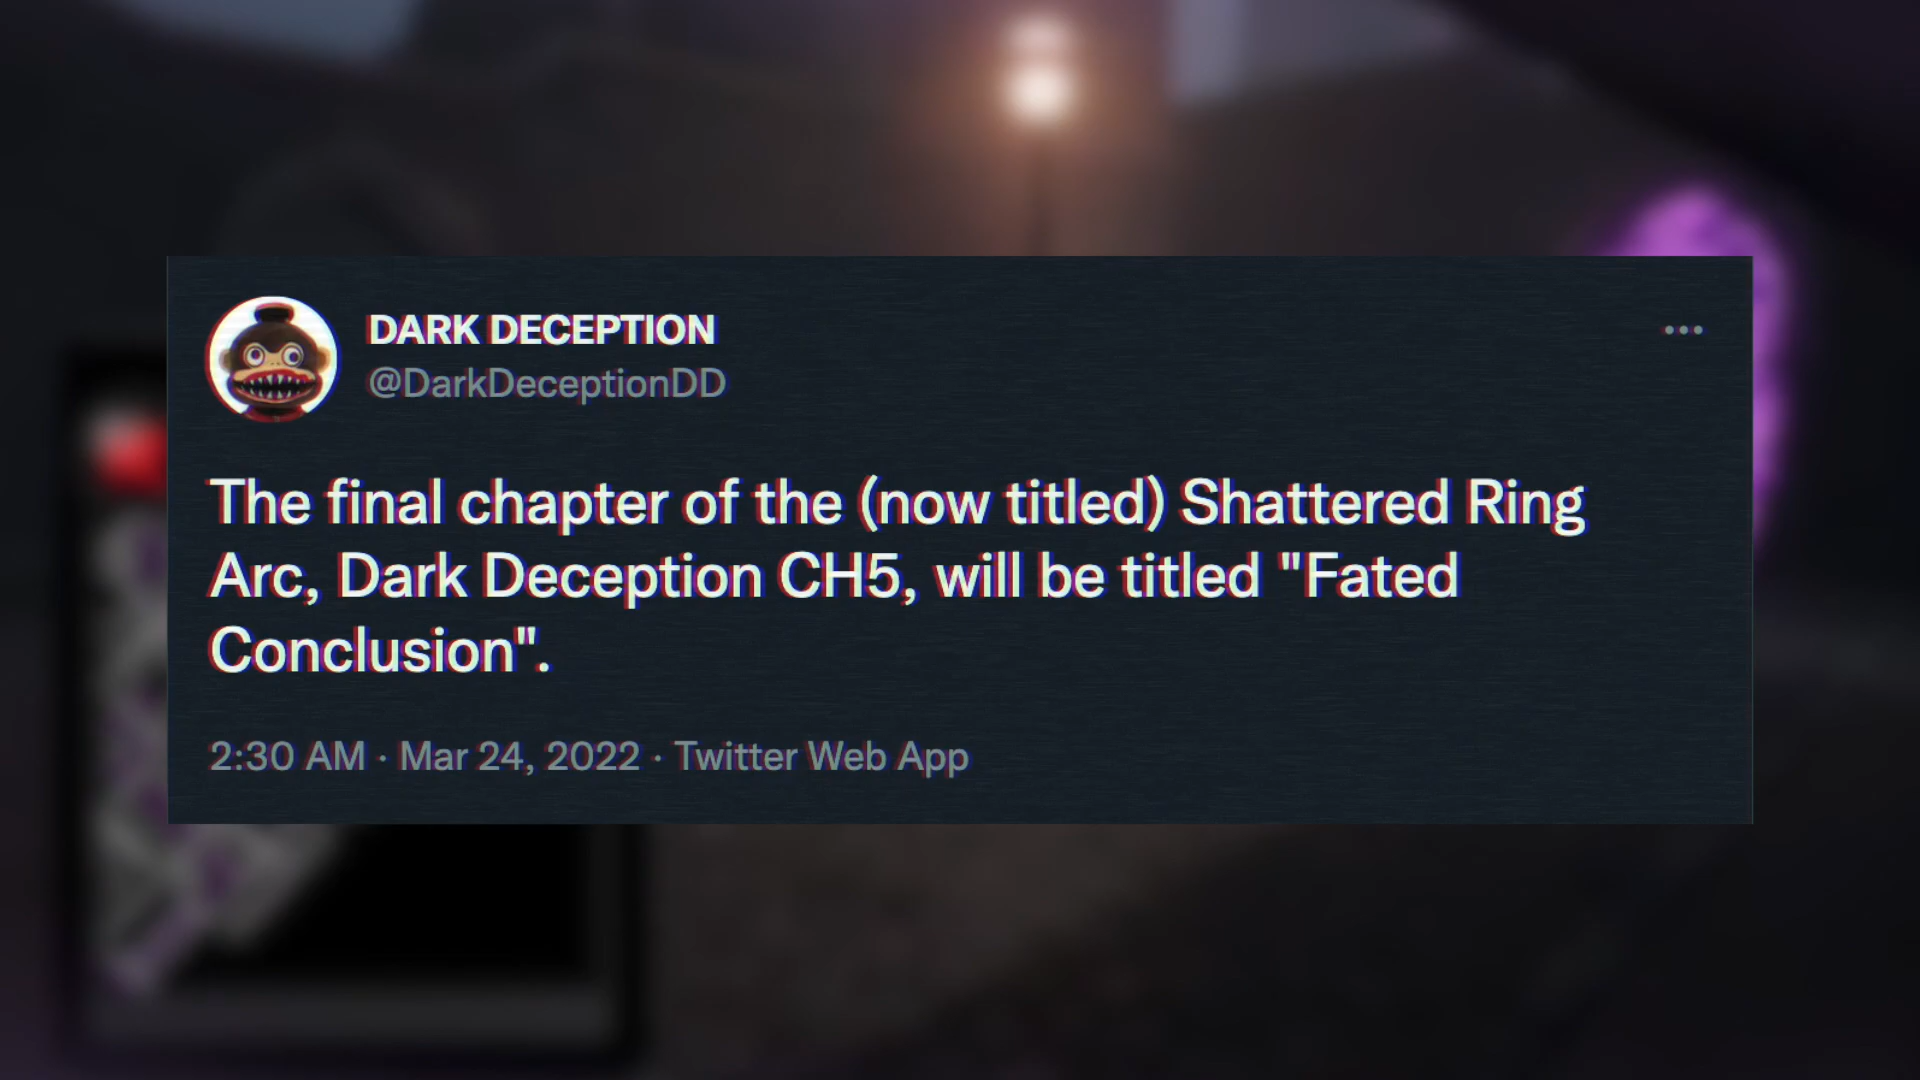 DARK DECEPTION
@DarkDeceptionDD
The final chapter of the (now titled) Shattered Ring
Arc, Dark Deception CH5, will be titled "Fated
Conclusion".
2:30 AM · Mar 24, 2022 · Twitter Web App